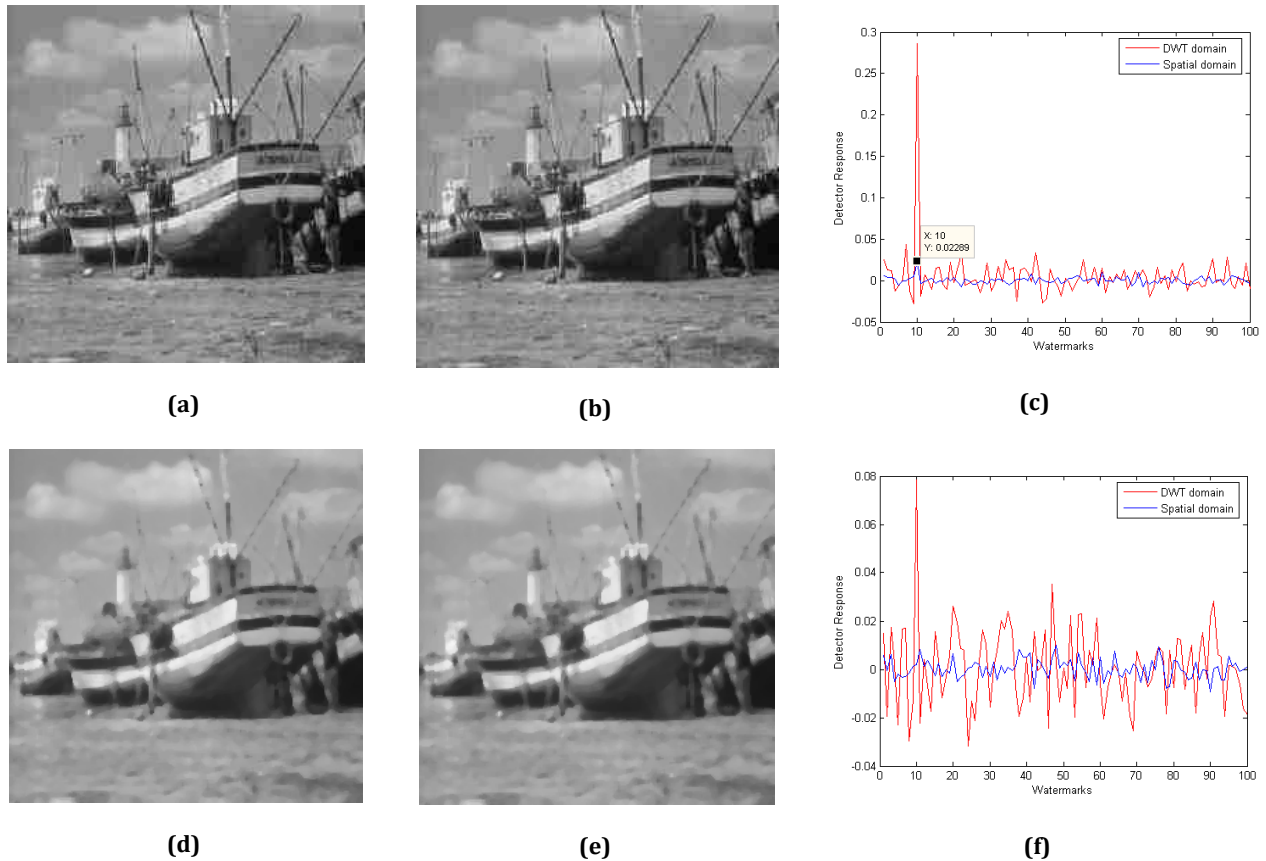 0.3
0.25
0.2
0.15
0.1
0.05
0
-0.05
Detector Response
DWT domain
Spatial domain
X: 10
Y: 0.02289
0 10 20 30 40 50 60 70 80 90 100
Watermarks
(a)
(b)
(c)
0.08
0.06
0.04
0.02
0
-0.02
-0.04
Detector Response
DWT domain
Spatial domain
0 10 20 30 40 50 60 70 80 90 100
Watermarks
(d)
(e)
(f)